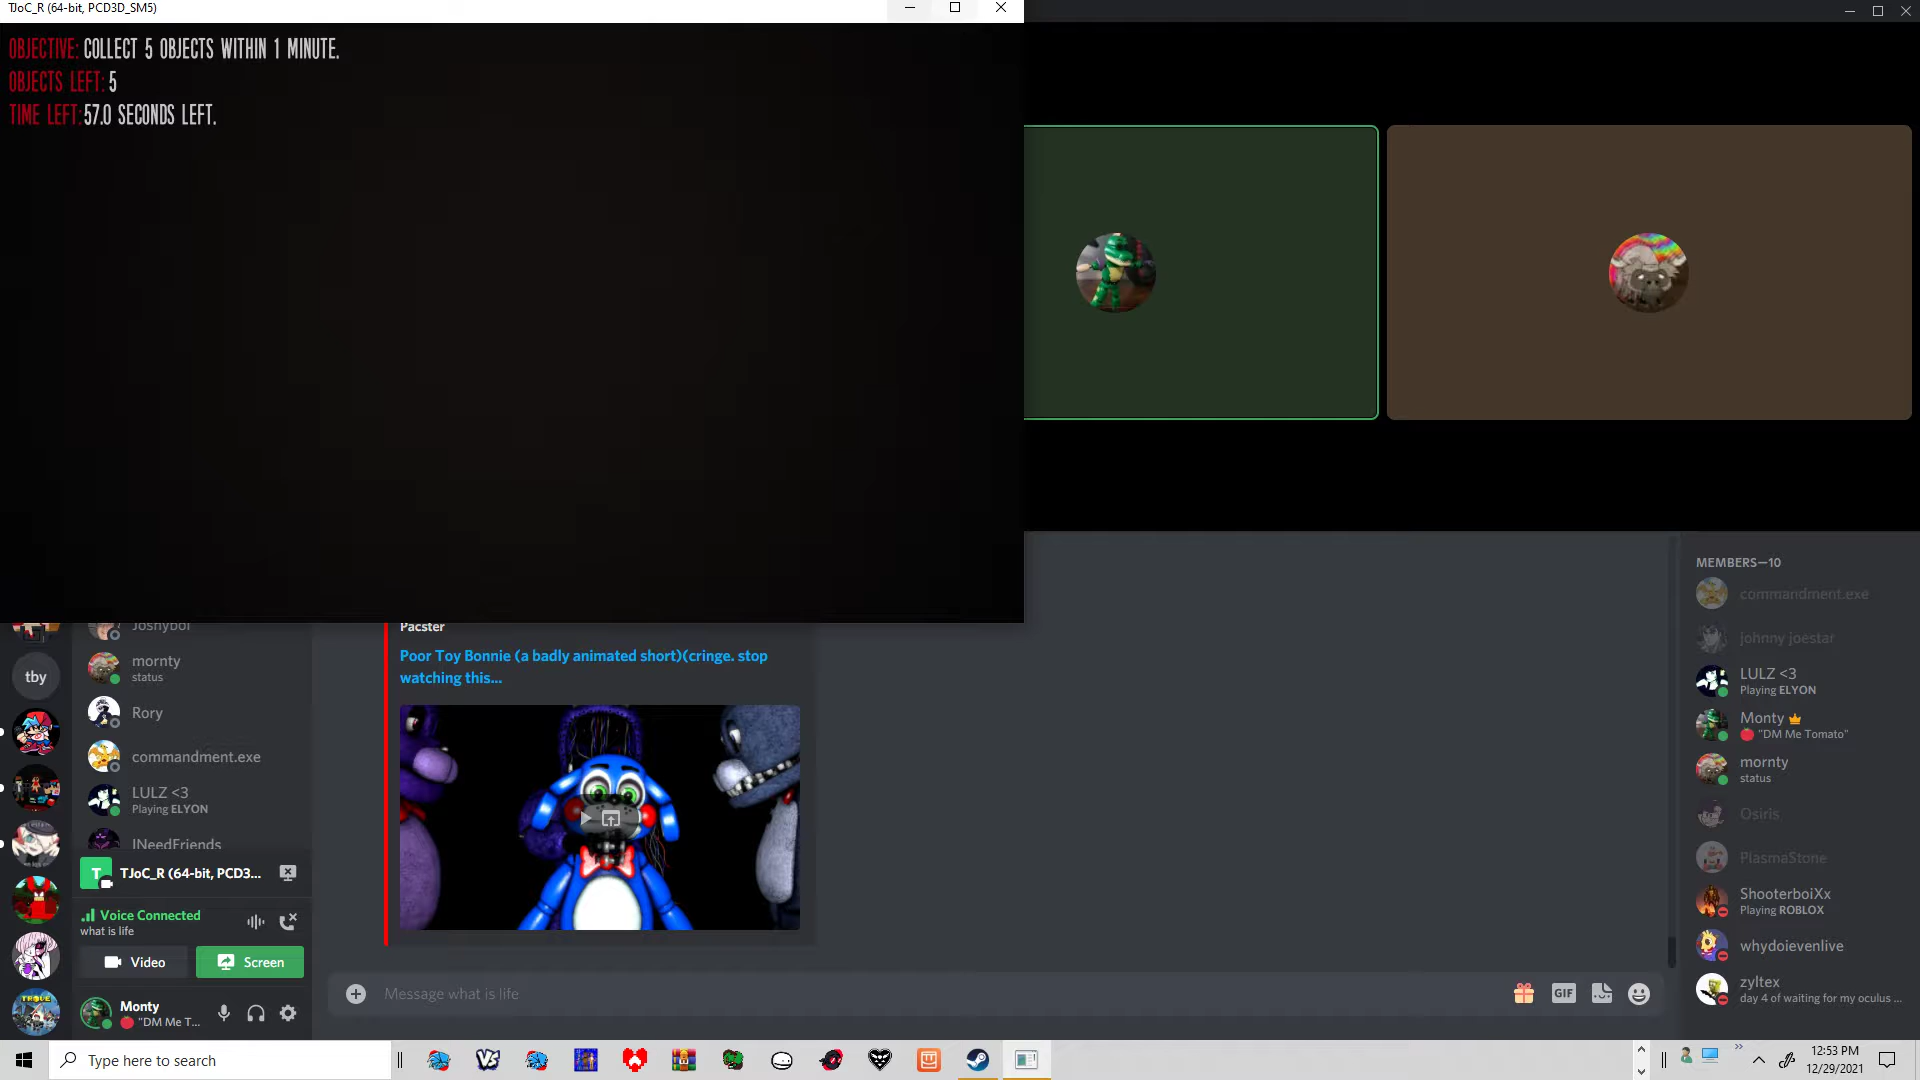 TJoC_R (64-bit, PCD3D_SM5)
OBJECTIVE: COLLECT 5 OBJECTS WITHIN 1 MINUTE.
OBJECTS LEFT: 5
TIME LEFT: 57.0 SECONDS LEFT.
Joshyboi
tby
mornty
status
Rory
commandment.exe
LULZ <3
Playing ELYON
INeedFriends
T
TJoC_R (64-bit, PCD3...
Voice Connected
what is life
Video
Screen
Monty
"DM Me T...
Pacster
Poor Toy Bonnie (a badly animated short)(cringe. stop
watching this...
Message what is life
GIF
MEMBERS—10
commandment.exe
johnny joestar
LULZ <3
Playing ELYON
Monty
"DM Me Tomato"
mornty
status
Osiris
PlasmaStone
ShooterboiXx
Playing ROBLOX
whydoievenlive
zyltex
day 4 of waiting for my oculus ...
TROVE
Type here to search
VS
12:53 PM
12/29/2021